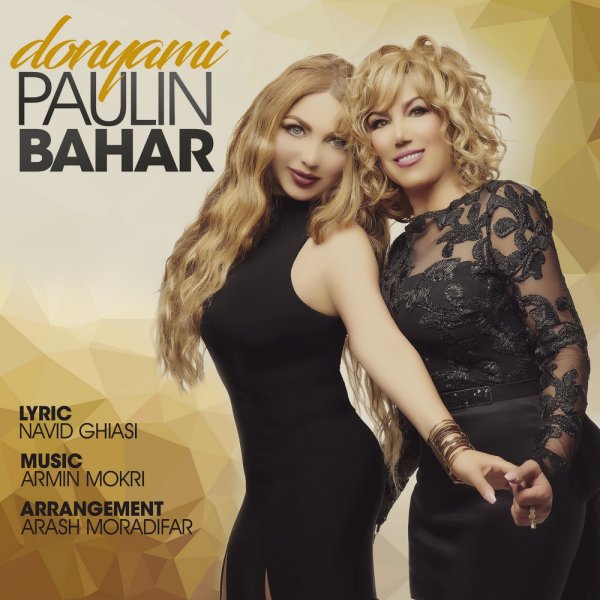 donyami
PAULIN
BAHAR
LYRIC
NAVID GHIASI
MUSIC
ARMIN MOKRI
ARRANGEMENT
ARASH MORADIFAR